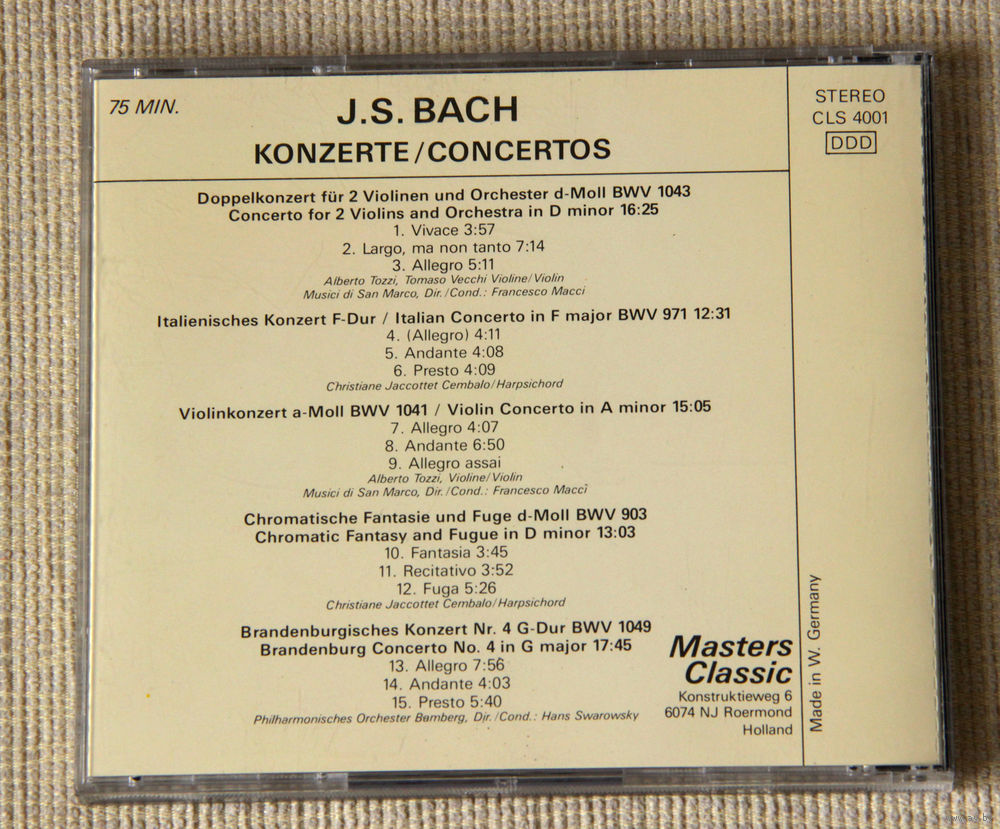 75 MIN.
J.S. BACH
KONZERTE/CONCERTOS
STEREO
CLS 4001
DDD
Doppelkonzert für 2 Violinen und Orchester d-Moll BWV 1043
Concerto for 2 Violins and Orchestra in D minor 16:25
1. Vivace 3:57
2. Largo, ma non tanto 7:14
3. Allegro 5:11
Alberto Tozzi, Tomaso Vecchi Violine/Violin
Musici di San Marco, Dir./Cond.: Francesco Macci
Italienisches Konzert F-Dur / Italian Concerto in F major BWV 971 12:31
4. (Allegro) 4:11
5. Andante 4:08
6. Presto 4:09
Christiane Jaccottet Cembalo/Harpsichord
Violinkonzert a-Moll BWV 1041 / Violin Concerto in A minor 15:05
7. Allegro 4:07
8. Andante 6:50
9. Allegro assai
Alberto Tozzi, Violine/Violin
Musici di San Marco, Dir./Cond.: Francesco Macci
Chromatische Fantasie und Fuge d-Moll BWV 903
Chromatic Fantasy and Fugue in D minor 13:03
10. Fantasia 3:45
11. Recitativo 3:52
12. Fuga 5:26
Christiane Jaccottet Cembalo/Harpsichord
Brandenburgisches Konzert Nr. 4 G-Dur BWV 1049
Brandenburg Concerto No. 4 in G major 17:45
13. Allegro 7:56
14. Andante 4:03
15. Presto 5:40
Philharmonisches Orchester Bamberg, Dir./Cond.: Hans Swarowsky
Masters
Classic
Konstruktieweg 6
6074 NJ Roermond
Holland
Made in W. Germany